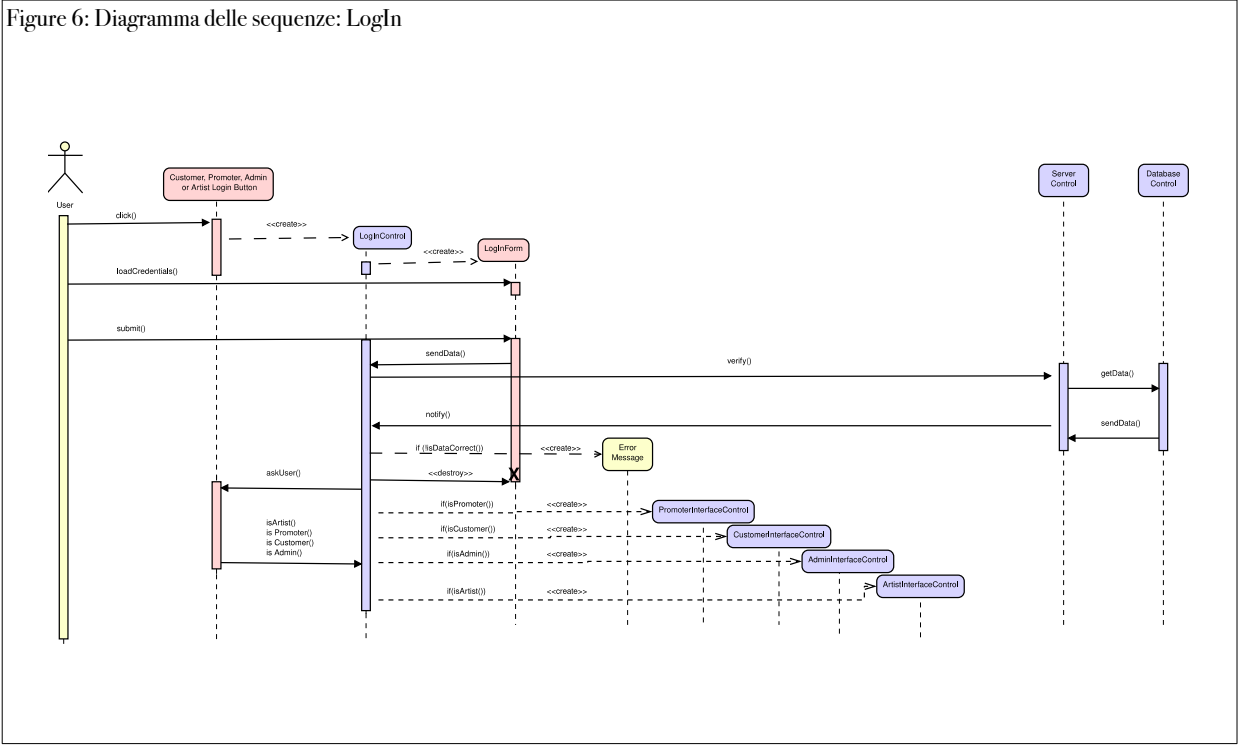 Figure 6: Diagramma delle sequenze: LogIn
User
Customer, Promoter, Admin
or Artist Login Button
Server
Control
Database
Control
click()
<<create>>
LogInControl
<<create>>
LogInForm
loadCredentials()
submit()
sendData()
verify()
getData()
notify()
sendData()
if (!isDataCorrect())
<<create>>
Error
Message
askUser()
<<destroy>>
X
if(isPromoter())
<<create>>
PromoterInterfaceControl
isArtist()
is Promoter()
is Customer()
is Admin()
if(isCustomer())
<<create>>
CustomerInterfaceControl
if(isAdmin())
<<create>>
AdminInterfaceControl
if(isArtist())
<<create>>
ArtistInterfaceControl